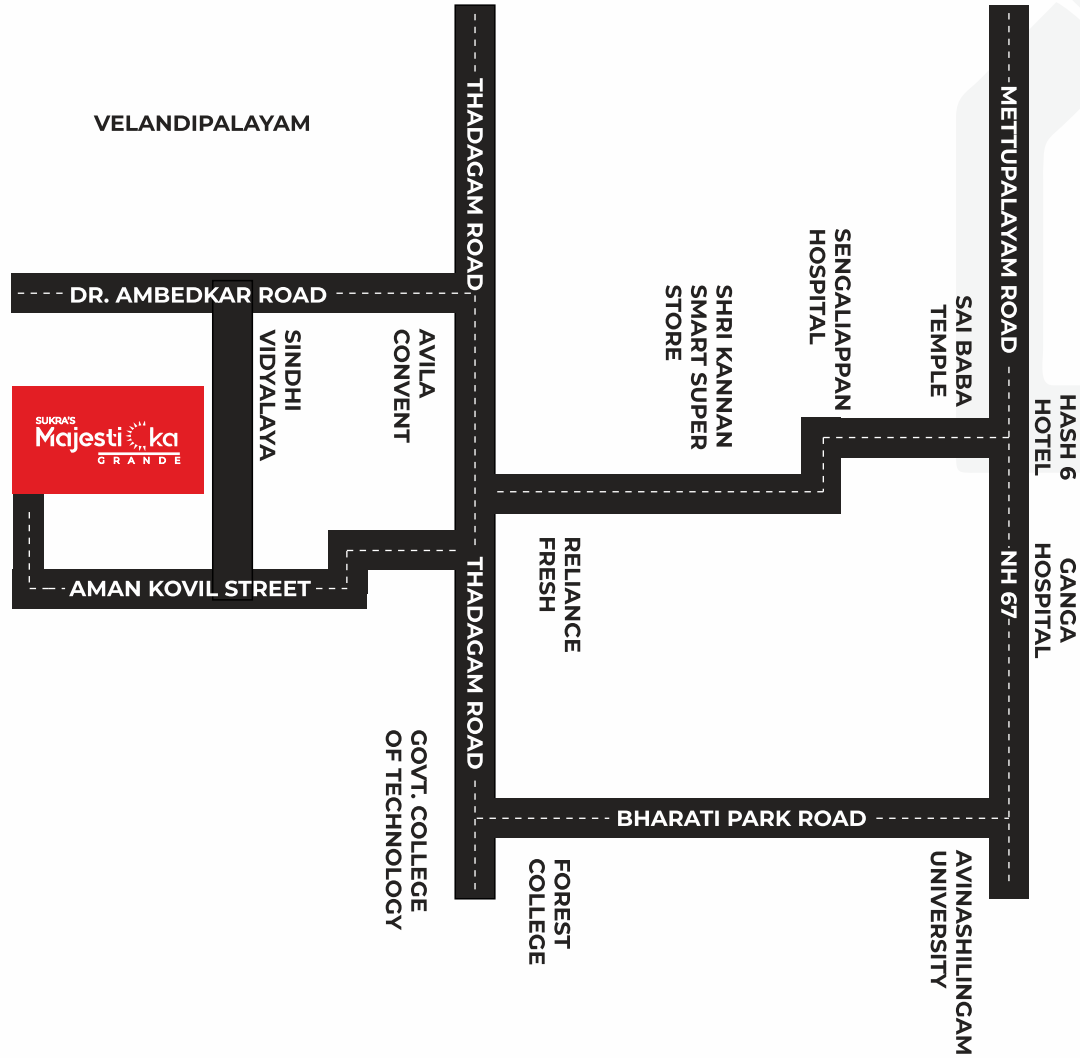 VELANDIPALAYAM
THADAGAM ROAD
METTUPALAYAM ROAD
DR. AMBEDKAR ROAD
SINDHI
VIDYALAYA
AVILA
CONVENT
SHRI KANNAN
SMART SUPER
STORE
SENGALIAPPAN
HOSPITAL
SAI BABA
TEMPLE
HASH 6
HOTEL
SUKRA'S
Majesti ka
GRANDE
AMAN KOVIL STREET
THADAGAM ROAD
RELIANCE
FRESH
NH 67
GANGA
HOSPITAL
GOVT. COLLEGE
OF TECHNOLOGY
BHARATI PARK ROAD
FOREST
COLLEGE
AVINASHILINGAM
UNIVERSITY